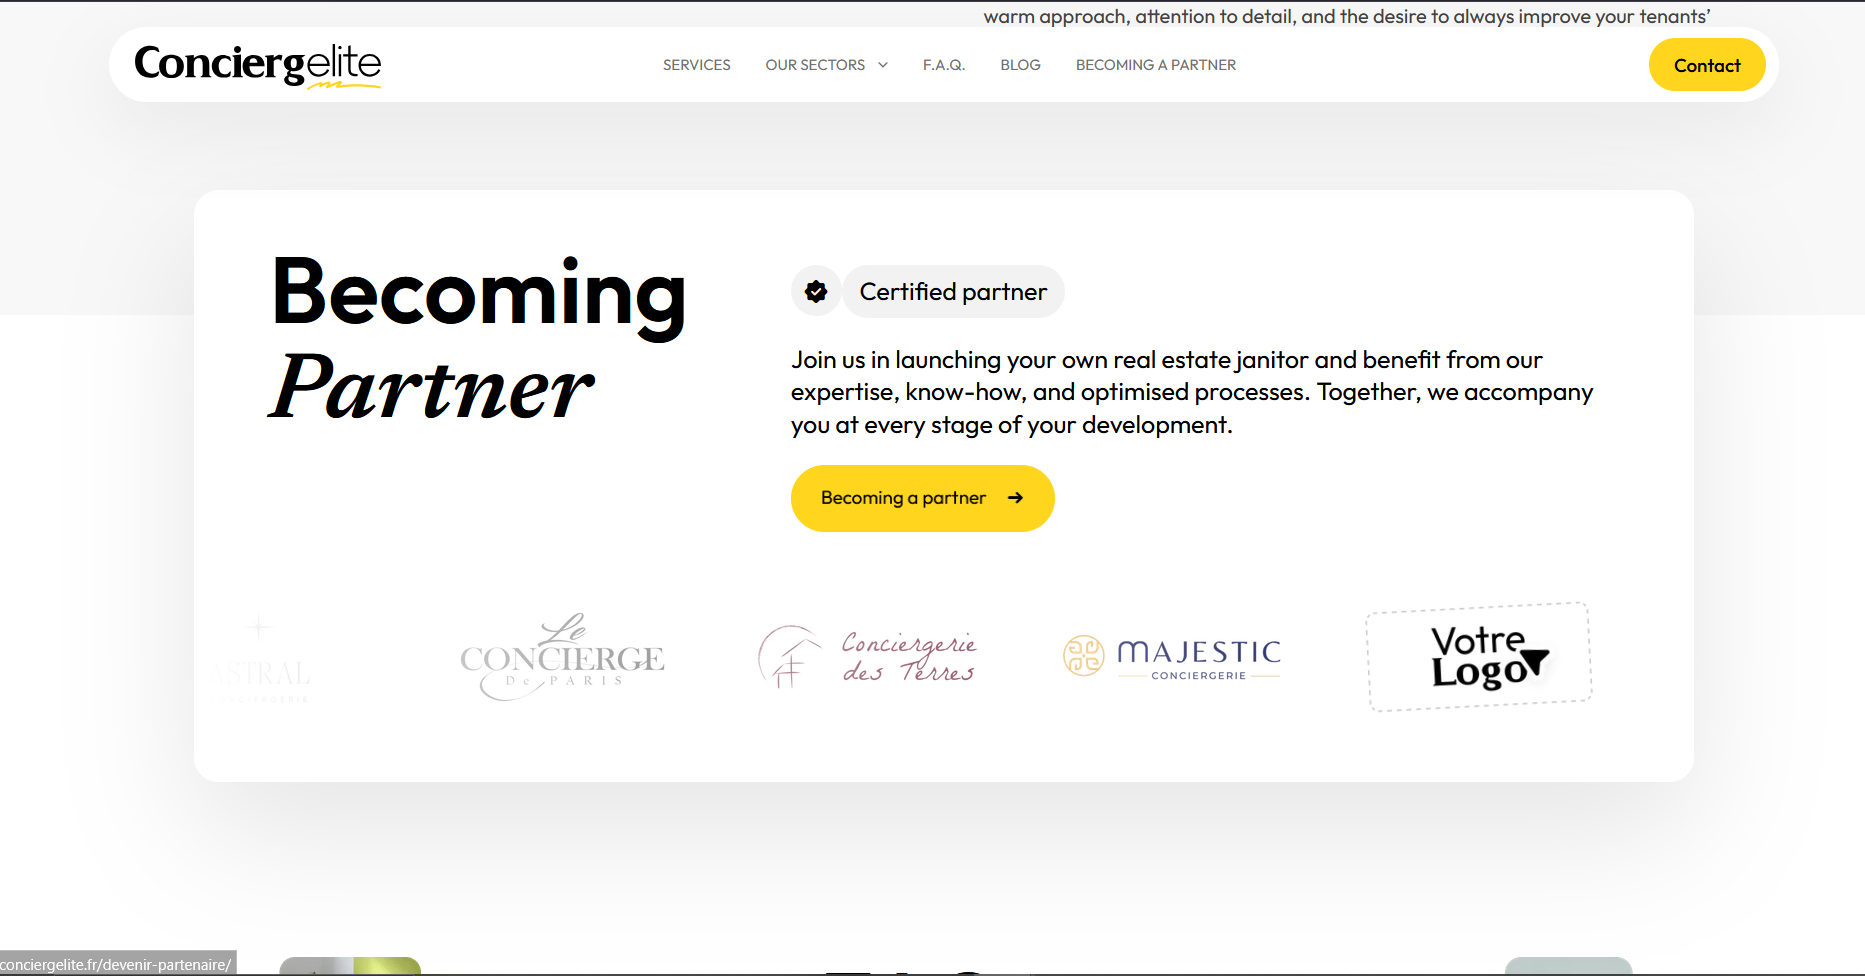 warm approach, attention to detail, and the desire to always improve your tenants’
Conciergelite
SERVICES
OUR SECTORS
F.A.Q.
BLOG
BECOMING A PARTNER
Contact
Becoming
Partner
Certified partner
Join us in launching your own real estate janitor and benefit from our
expertise, know-how, and optimised processes. Together, we accompany
you at every stage of your development.
Becoming a partner
ASTRAL
CONCIERGERIE
Le
CONCIERGE
De PARIS
Conciergerie
des Terres
MAJESTIC
CONCIERGERIE
Votre
Logo
conciergelite.fr/devenir-partenaire/